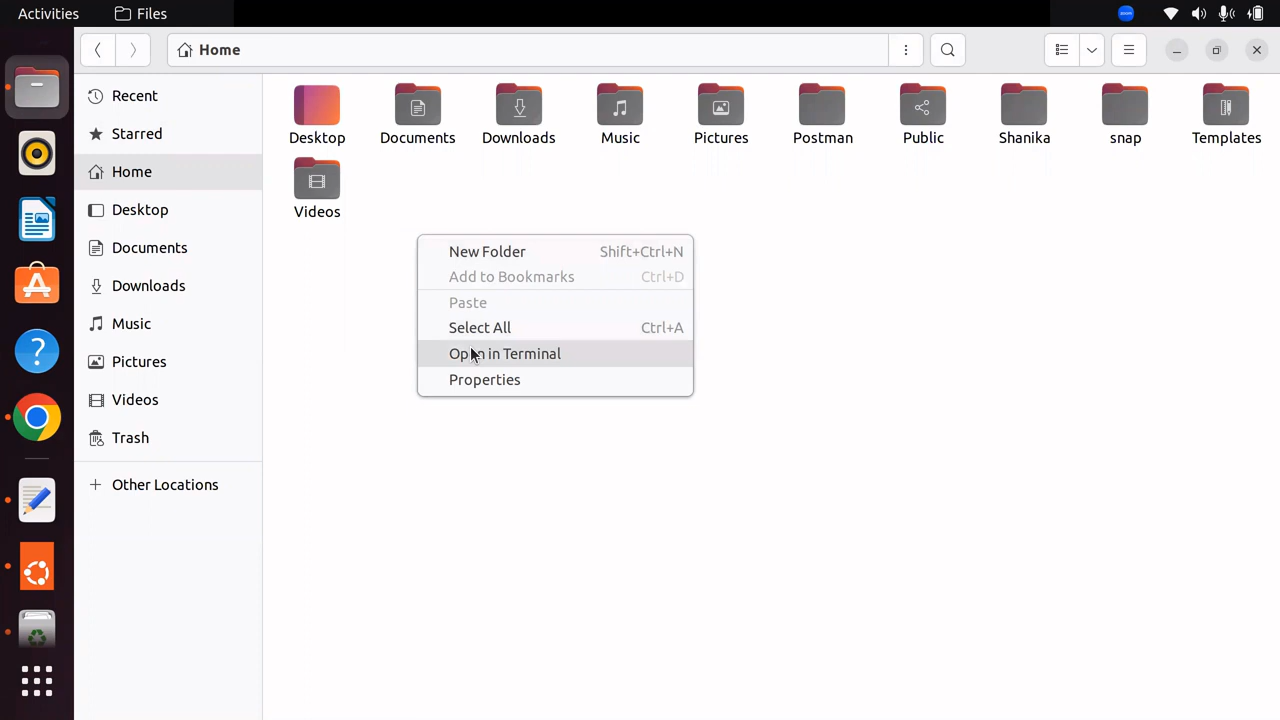 Activities Files
zoom
Home
Recent
Starred
Home
Desktop
Documents
Downloads
Music
Pictures
Videos
Trash
Other Locations
Desktop Documents Downloads Music Pictures Postman Public Shanika snap Templates
Videos
New Folder Shift+Ctrl+N
Add to Bookmarks Ctrl+D
Paste
Select All Ctrl+A
Open in Terminal
Properties